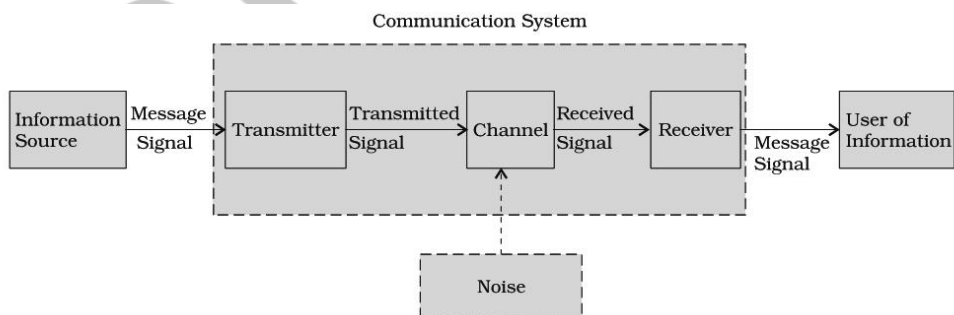 Communication System
Information
Source
Message
Signal
Transmitter
Transmitted
Signal
Channel
Received
Signal
Receiver
Message
Signal
User of
Information
Noise